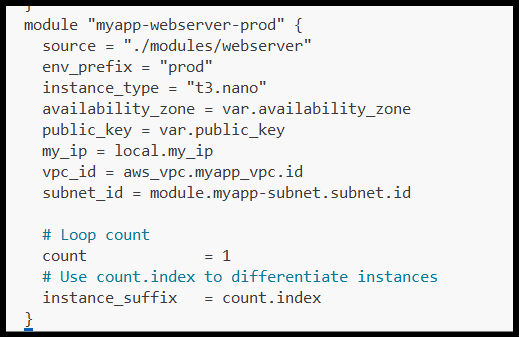 }
module "myapp-webserver-prod" {
  source = "./modules/webserver"
  env_prefix = "prod"
  instance_type = "t3.nano"
  availability_zone = var.availability_zone
  public_key = var.public_key
  my_ip = local.my_ip
  vpc_id = aws_vpc.myapp_vpc.id
  subnet_id = module.myapp-subnet.subnet.id

  # Loop count
  count             = 1
  # Use count.index to differentiate instances
  instance_suffix   = count.index
}